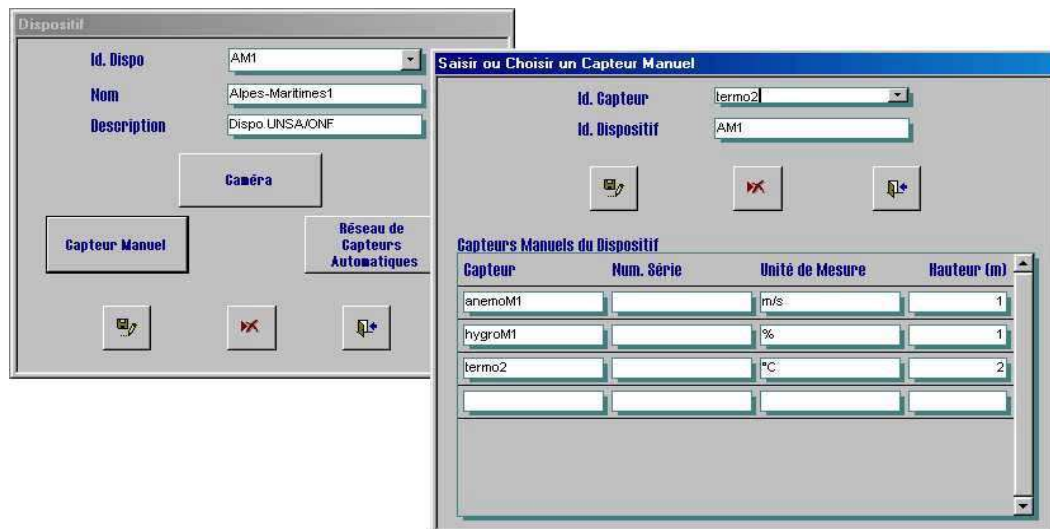 Dispositif
Id. Dispo AM1
Nom Alpes-Maritimes1
Description Dispo UNSA/ONF
Caméra
Capteur Manuel
Réseau de
Capteurs
Automatiques
Saisir ou Choisir un Capteur Manuel
Id. Capteur termo2
Id. Dispositif AM1
Capteurs Manuels du Dispositif
Capteur Num. Série Unité de Mesure Hauteur (m)
anemoM1 m/s 1
hygroM1 % 1
termo2 °C 2